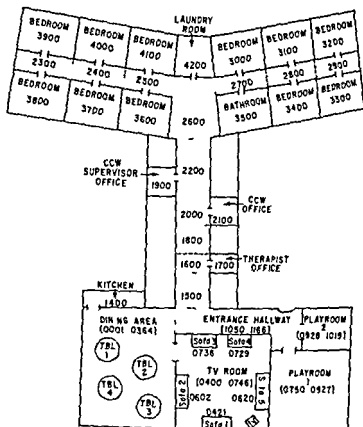 LAUNDRY
ROOM
4200
BEDROOM
3900
BEDROOM
4000
BEDROOM
4100
BEDROOM
3000
BEDROOM
3100
BEDROOM
3200
2300
2400
2500
2700
2800
2900
BEDROOM
3800
BEDROOM
3700
BEDROOM
3600
2600
BATHROOM
3500
BEDROOM
3400
BEDROOM
3300
CCW
SUPERVISOR
OFFICE
2200
1900
CCW
OFFICE
2000
2100
1800
1600
1700
THERAPIST
OFFICE
KITCHEN
1400
1500
DINING AREA
(0001 0364)
ENTRANCE HALLWAY
(1050 1166)
PLAYROOM
2
(0928 1019)
TBL
1
TBL
2
TBL
4
TBL
3
Sofa 3
Sofa 4
0738
0729
TV ROOM
(0400 0746)
Sofa 2
0602
0620
Sofa 5
0421
Sofa 1
PLAYROOM
1
(0750 0927)